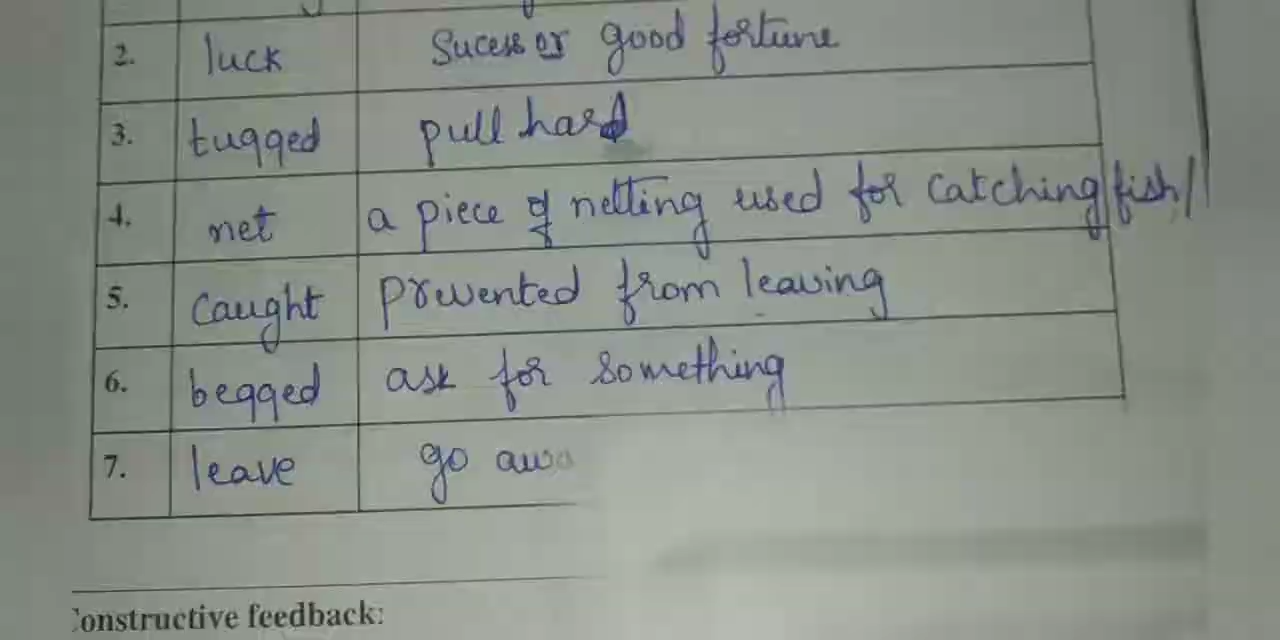 2. luck Sucess or good fortune
3. tugged pull hard
4. net a piece of netting used for catching fish
5. caught prevented from leaving
6. begged ask for something
7. leave go awa
Constructive feedback: